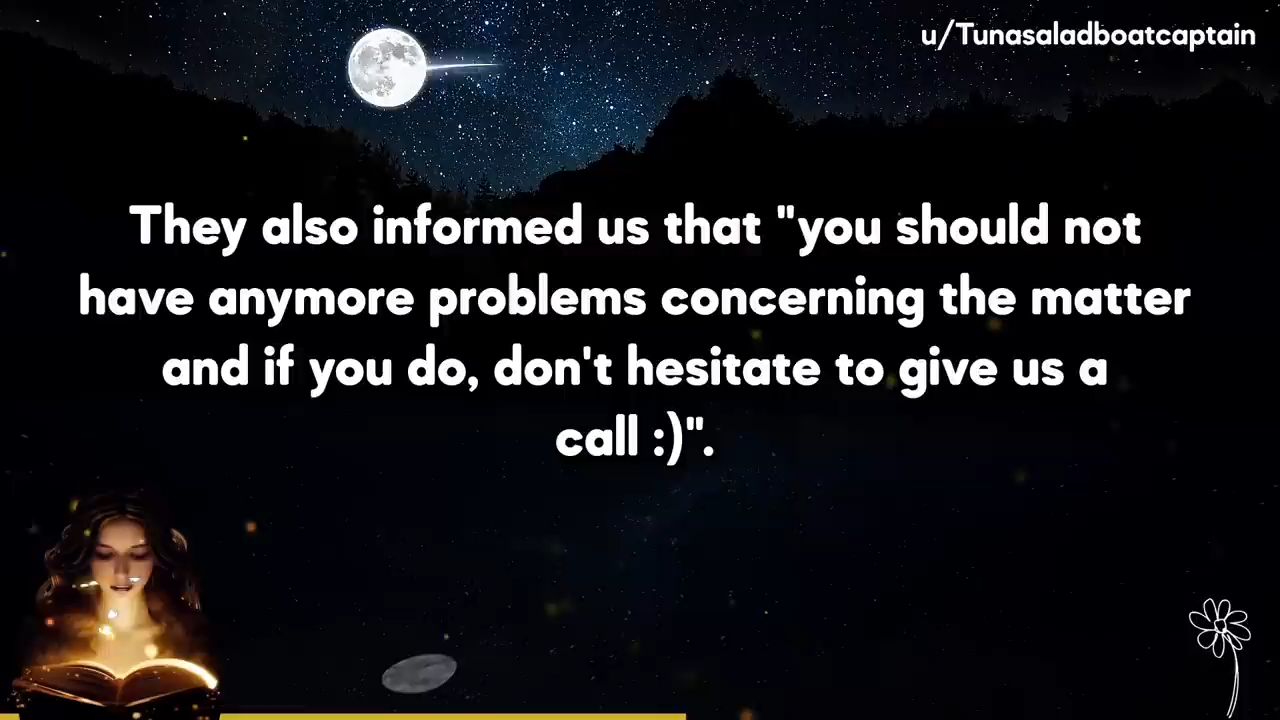 u/Tunasaladboatcaptain
They also informed us that "you should not
have anymore problems concerning the matter
and if you do, don't hesitate to give us a
call :)".